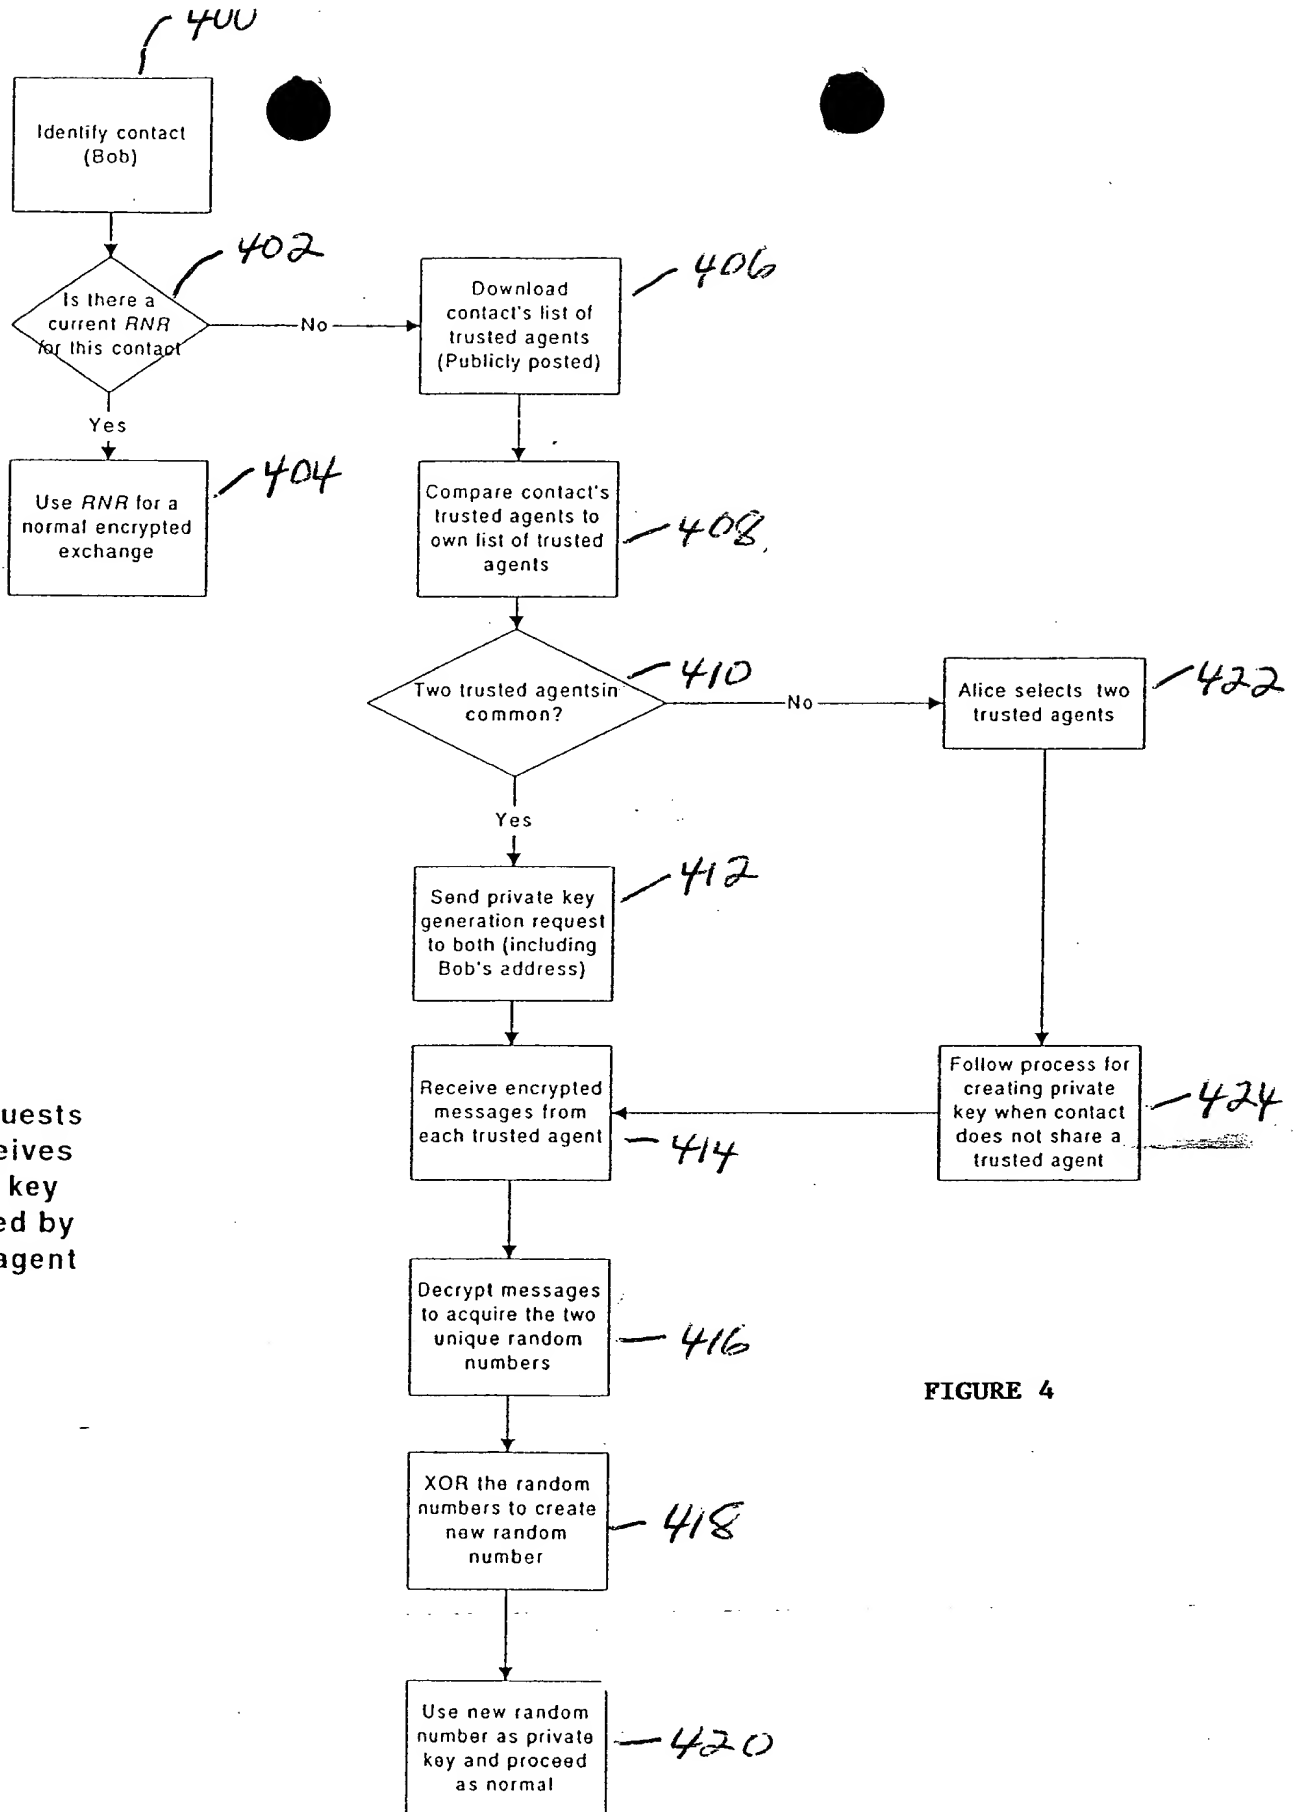 400
Identify contact
(Bob)
402
Is there a
current RNR
for this contact
No
406
Download
contact's list of
trusted agents
(Publicly posted)
Yes
404
Use RNR for a
normal encrypted
exchange
Compare contact's
trusted agents to
own list of trusted
agents
408
410
Two trusted agentsin
common?
No
Alice selects two
trusted agents
422
Yes
412
Send private key
generation request
to both (including
Bob's address)
Receive encrypted
messages from
each trusted agent
414
Follow process for
creating private
key when contact
does not share a
trusted agent
424
uests
eives
key
ed by
agent
Decrypt messages
to acquire the two
unique random
numbers
416
FIGURE 4
XOR the random
numbers to create
new random
number
418
Use new random
number as private
key and proceed
as normal
420